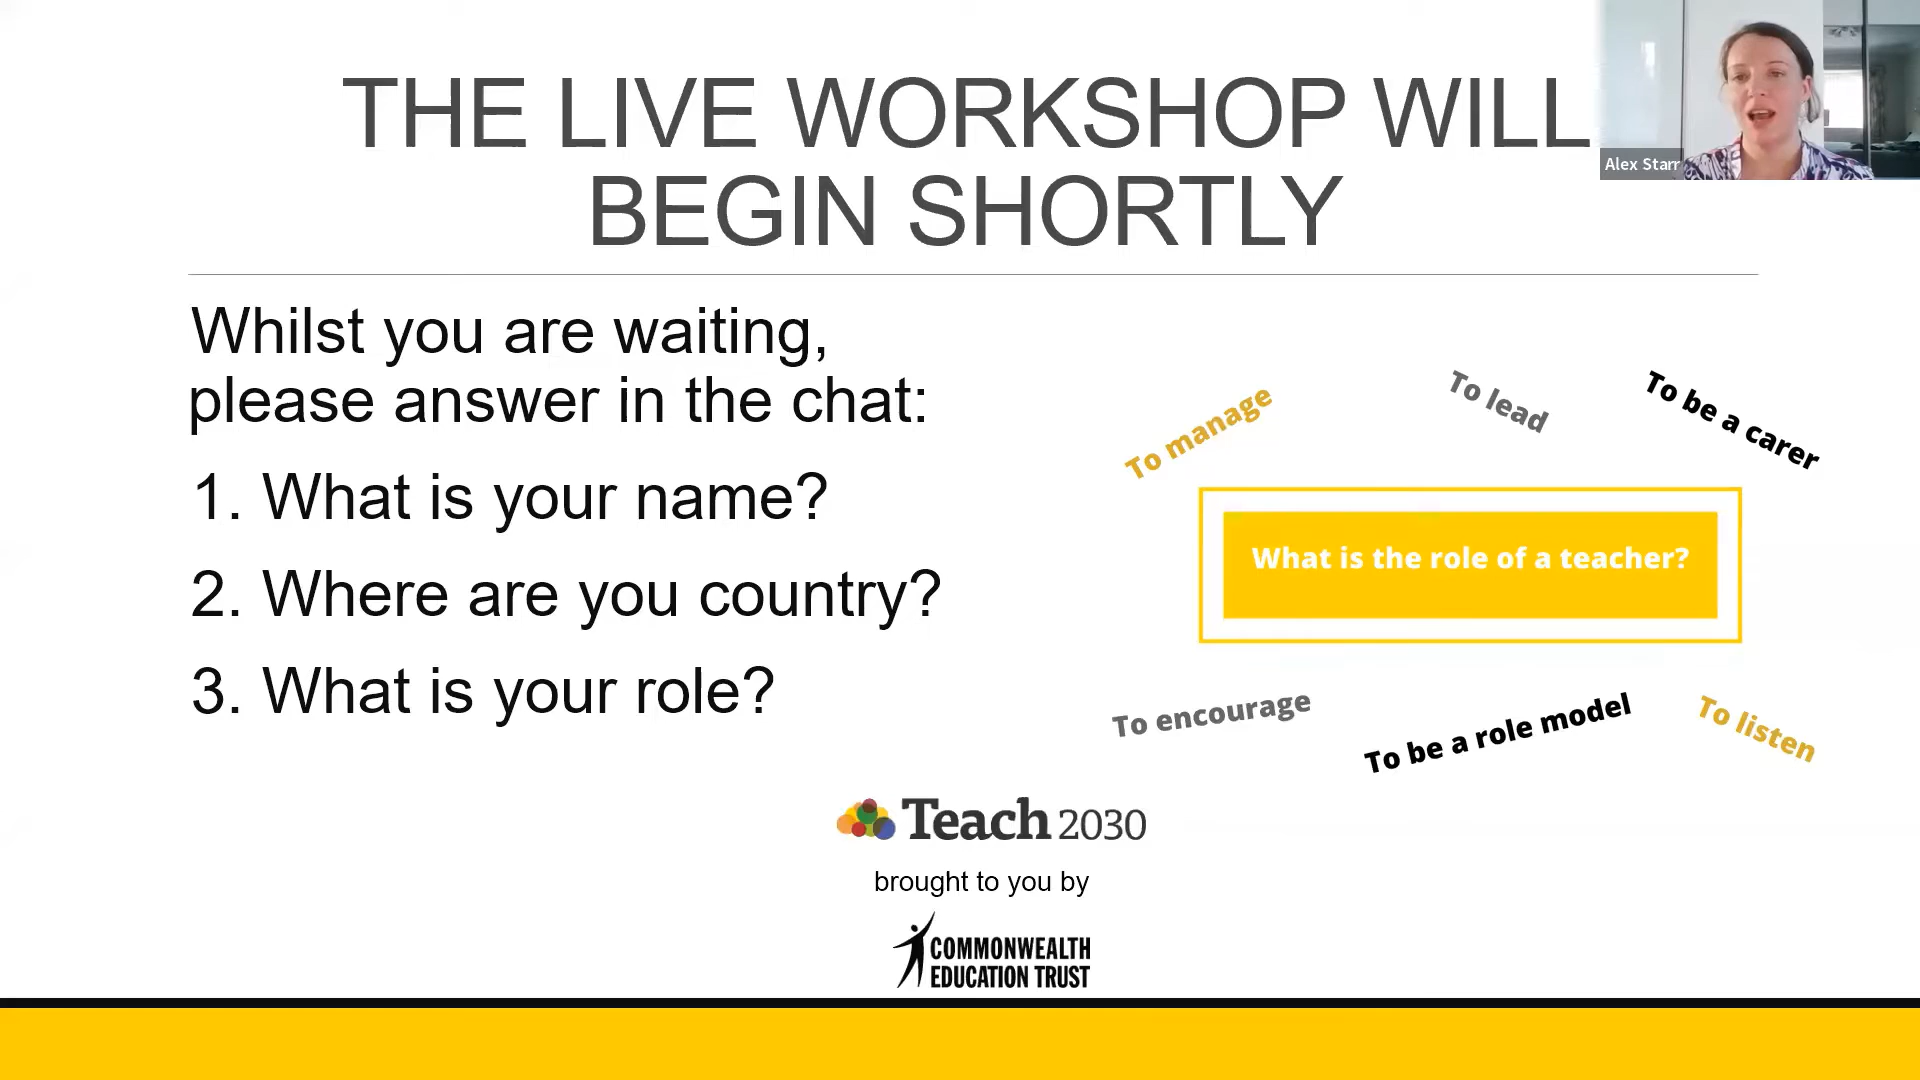 THE LIVE WORKSHOP WILL
BEGIN SHORTLY
Alex Starr
Whilst you are waiting,
please answer in the chat:
1. What is your name?
2. Where are you country?
3. What is your role?
To manage
To lead
To be a carer
What is the role of a teacher?
To encourage
To be a role model
To listen
Teach 2030
brought to you by
COMMONWEALTH
EDUCATION TRUST